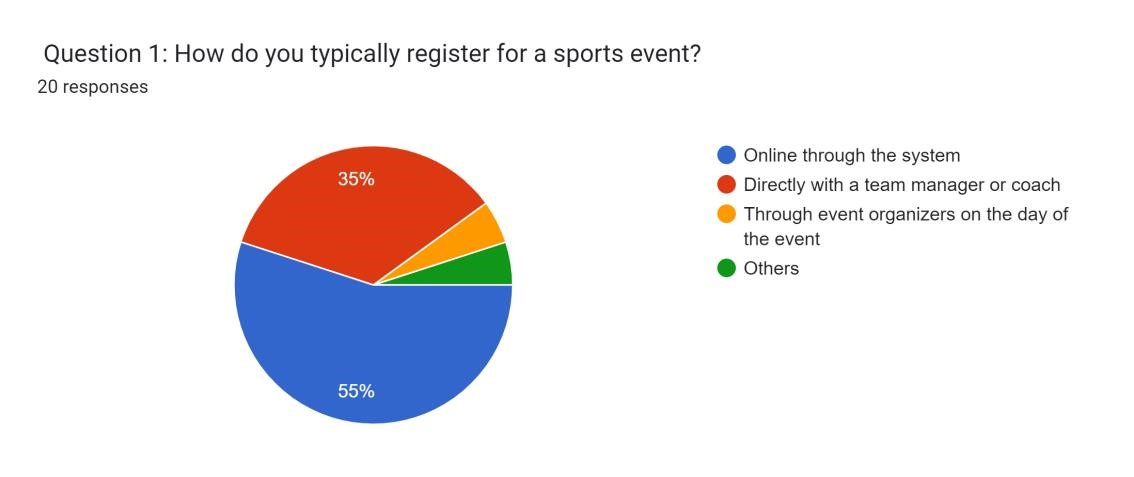 Question 1: How do you typically register for a sports event?
20 responses
35%
55%
Online through the system
Directly with a team manager or coach
Through event organizers on the day of
the event
Others